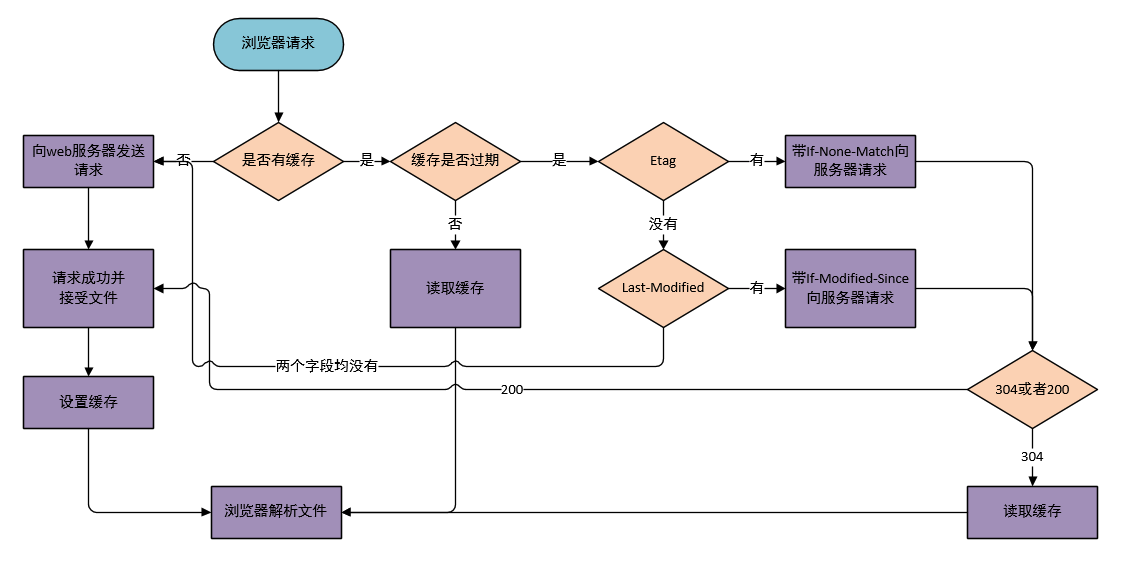 浏览器请求
向web服务器发送
请求
否
是否有缓存
是
缓存是否过期
是
Etag
有
带If-None-Match向
服务器请求
否
没有
请求成功并
接受文件
读取缓存
Last-Modified
有
带If-Modified-Since
向服务器请求
两个字段均没有
200
304或者200
设置缓存
304
浏览器解析文件
读取缓存